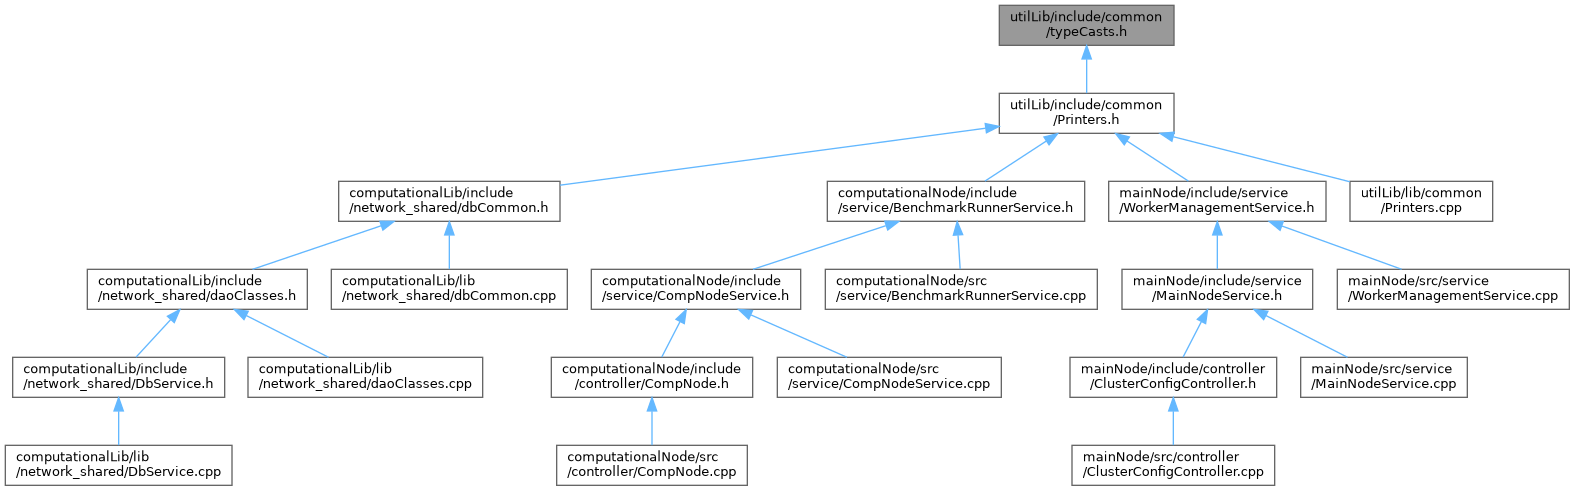 utilLib/include/common
/typeCasts.h
utilLib/include/common
/Printers.h
computationalLib/include
/network_shared/dbCommon.h
computationalNode/include
/service/BenchmarkRunnerService.h
mainNode/include/service
/WorkerManagementService.h
utilLib/lib/common
/Printers.cpp
computationalLib/include
/network_shared/daoClasses.h
computationalLib/lib
/network_shared/dbCommon.cpp
computationalNode/include
/service/CompNodeService.h
computationalNode/src
/service/BenchmarkRunnerService.cpp
mainNode/include/service
/MainNodeService.h
mainNode/src/service
/WorkerManagementService.cpp
computationalLib/include
/network_shared/DbService.h
computationalLib/lib
/network_shared/daoClasses.cpp
computationalNode/include
/controller/CompNode.h
computationalNode/src
/service/CompNodeService.cpp
mainNode/include/controller
/ClusterConfigController.h
mainNode/src/service
/MainNodeService.cpp
computationalLib/lib
/network_shared/DbService.cpp
computationalNode/src
/controller/CompNode.cpp
mainNode/src/controller
/ClusterConfigController.cpp